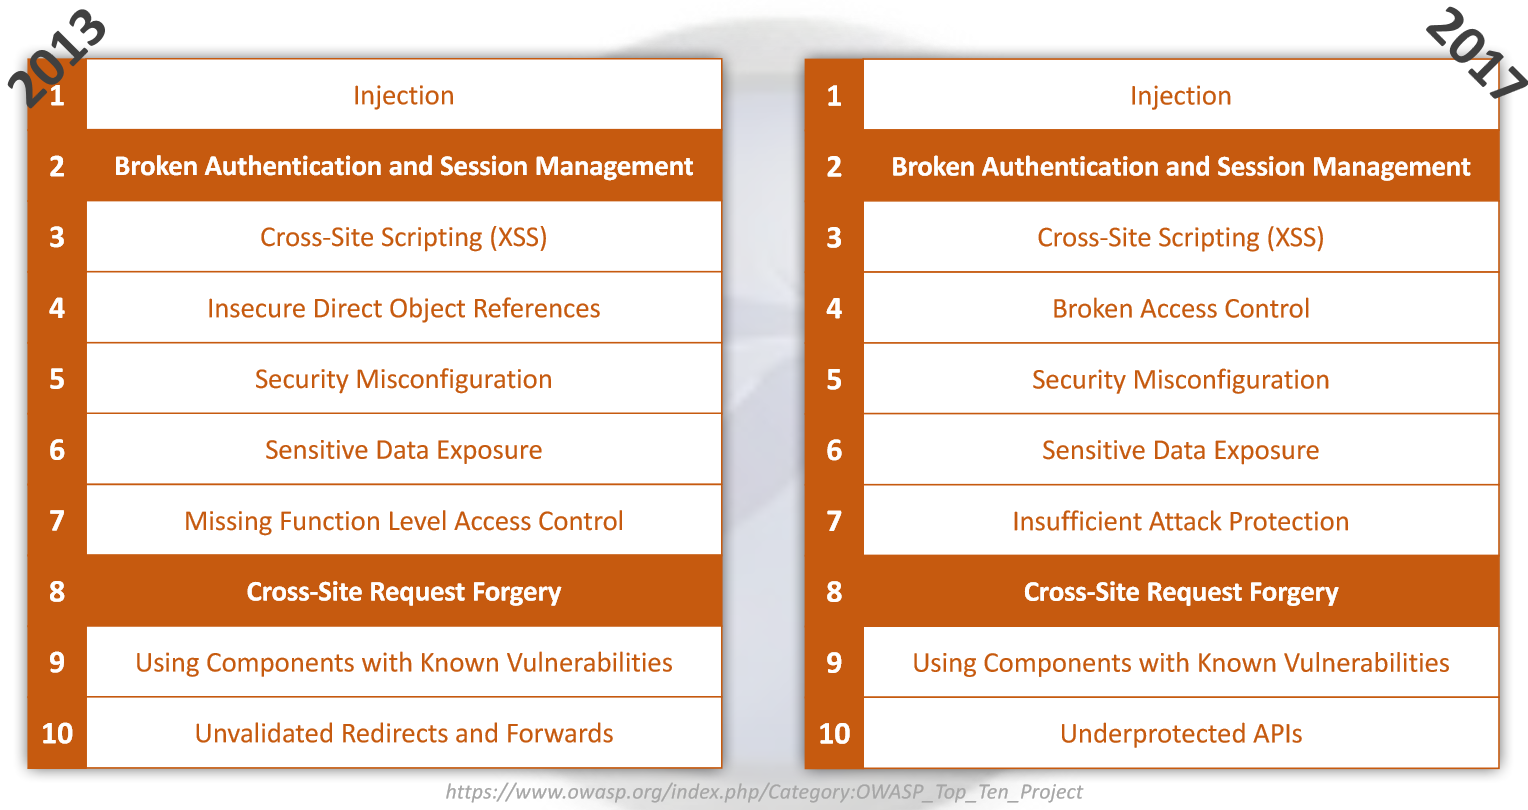 2013
1 Injection
2 Broken Authentication and Session Management
3 Cross-Site Scripting (XSS)
4 Insecure Direct Object References
5 Security Misconfiguration
6 Sensitive Data Exposure
7 Missing Function Level Access Control
8 Cross-Site Request Forgery
9 Using Components with Known Vulnerabilities
10 Unvalidated Redirects and Forwards
2017
1 Injection
2 Broken Authentication and Session Management
3 Cross-Site Scripting (XSS)
4 Broken Access Control
5 Security Misconfiguration
6 Sensitive Data Exposure
7 Insufficient Attack Protection
8 Cross-Site Request Forgery
9 Using Components with Known Vulnerabilities
10 Underprotected APIs
https://www.owasp.org/index.php/Category:OWASP_Top_Ten_Project